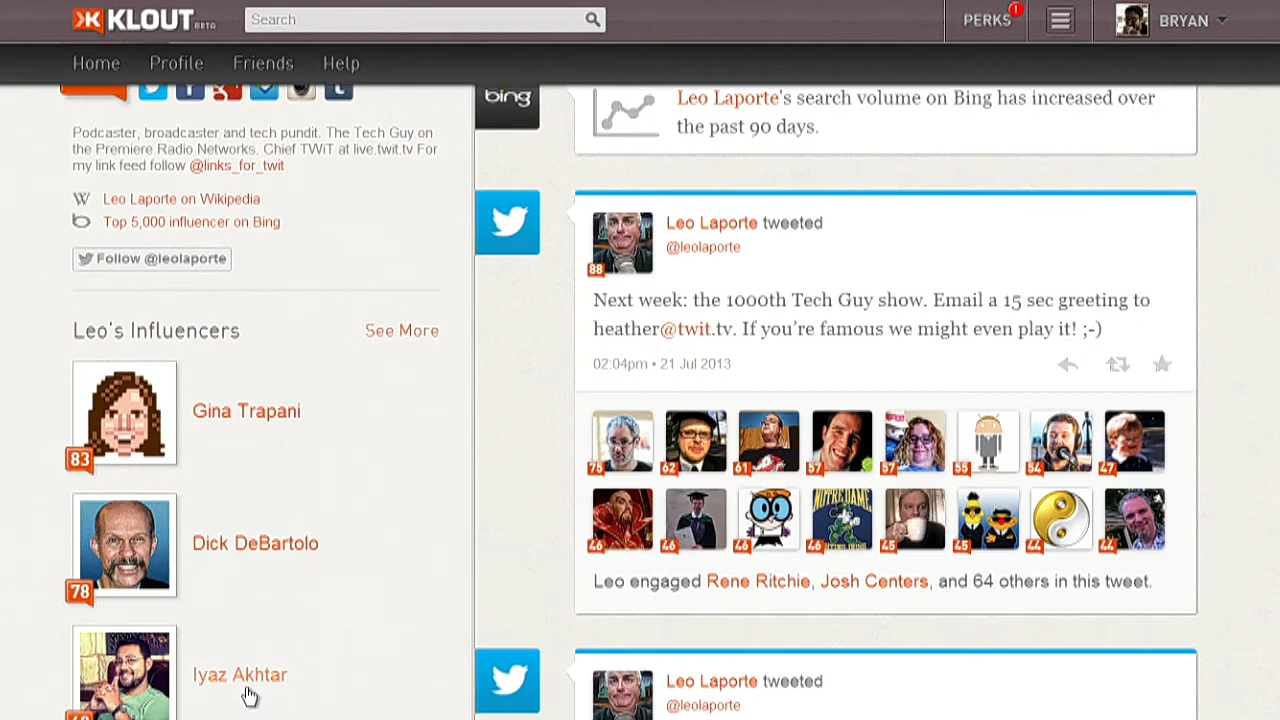 KLOUT BETA
Search
PERKS !
BRYAN
Home Profile Friends Help
Podcaster, broadcaster and tech pundit. The Tech Guy on
the Premiere Radio Networks. Chief TWiT at live.twit.tv For
my link feed follow @links_for_twit
W Leo Laporte on Wikipedia
b Top 5,000 influencer on Bing
Follow @leolaporte
Leo's Influencers See More
83 Gina Trapani
78 Dick DeBartolo
Iyaz Akhtar
bing
Leo Laporte's search volume on Bing has increased over
the past 90 days.
Leo Laporte tweeted
@leolaporte
88
Next week: the 1000th Tech Guy show. Email a 15 sec greeting to
heather@twit.tv. If you're famous we might even play it! ;-)
02:04pm • 21 Jul 2013
75 62 61 57 57 55 54 47
NOTRE DAME
46 46 46 46 45 45 44 44
Leo engaged Rene Ritchie, Josh Centers, and 64 others in this tweet.
Leo Laporte tweeted
@leolaporte